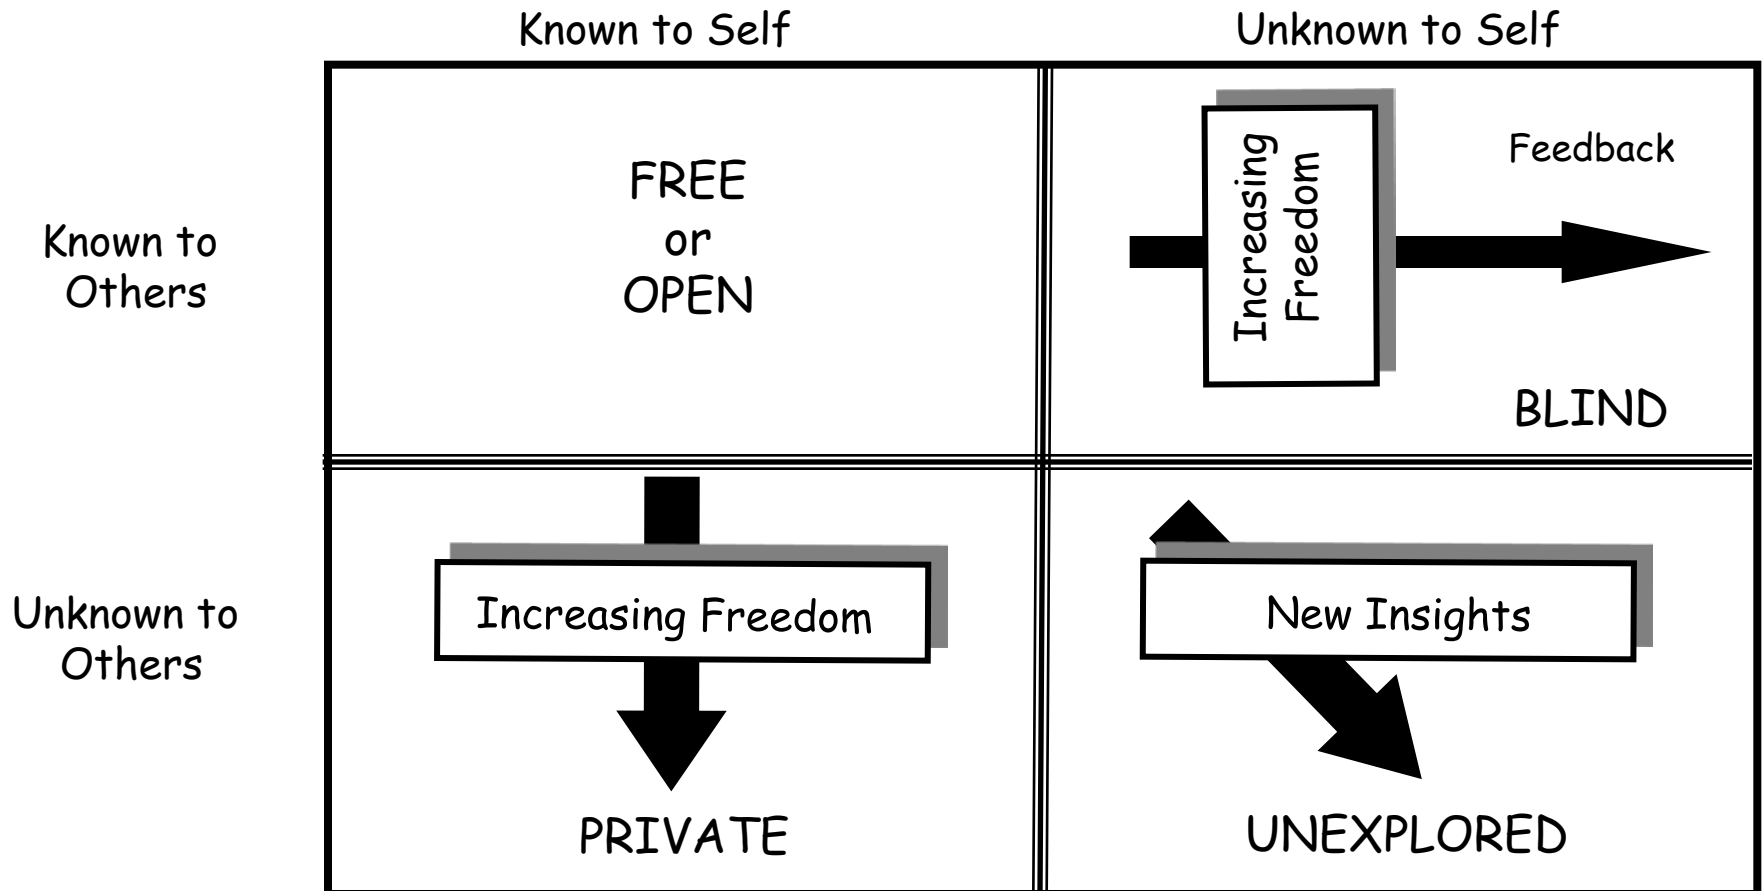 Known to Self
Unknown to Self
Known to
Others
FREE
or
OPEN
Increasing
Freedom
Feedback
BLIND
Unknown to
Others
Increasing Freedom
PRIVATE
New Insights
UNEXPLORED